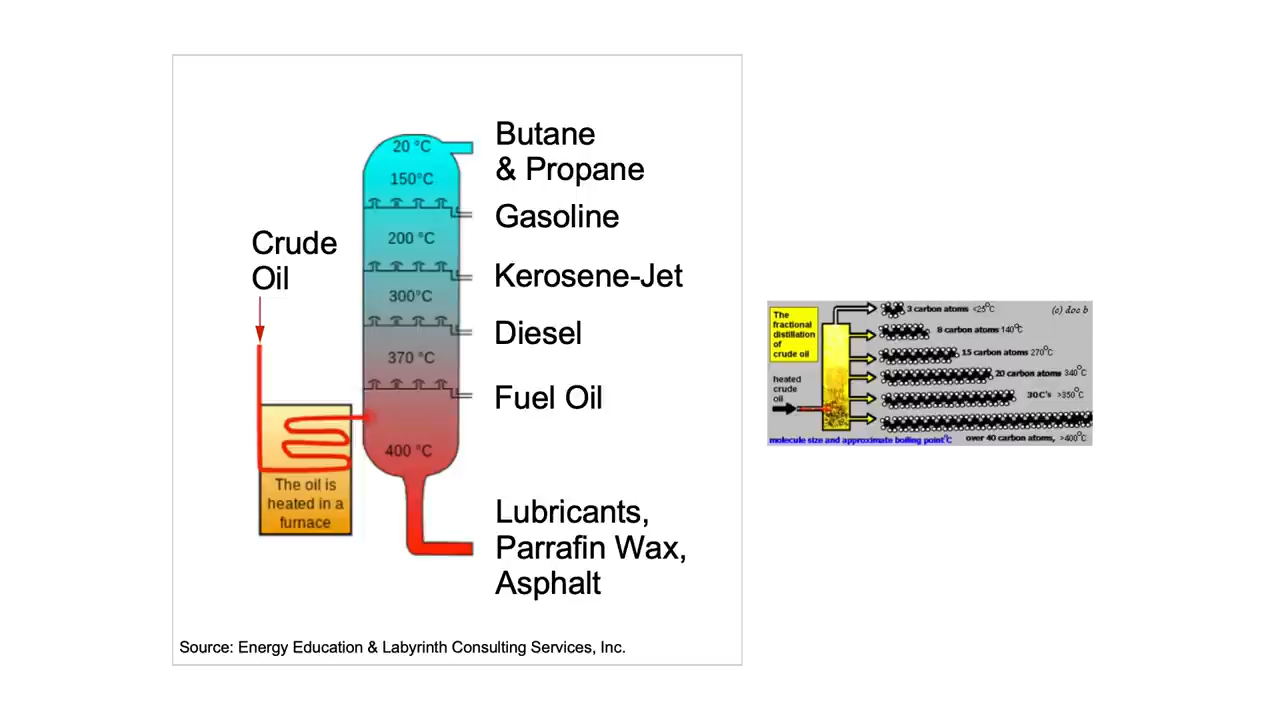 Butane
& Propane
20 °C
150°C
Gasoline
200 °C
Crude
Oil
Kerosene-Jet
300°C
Diesel
370 °C
Fuel Oil
400 °C
The oil is
heated in a
furnace
Lubricants,
Parrafin Wax,
Asphalt
Source: Energy Education & Labyrinth Consulting Services, Inc.
The
fractional
distillation
of
crude oil
heated
crude
oil
3 carbon atoms <25°C
(c) doc b
8 carbon atoms 140°C
15 carbon atoms 270°C
20 carbon atoms 340°C
30C's >350°C
over 40 carbon atoms, >400°C
molecule size and approximate boiling point°C